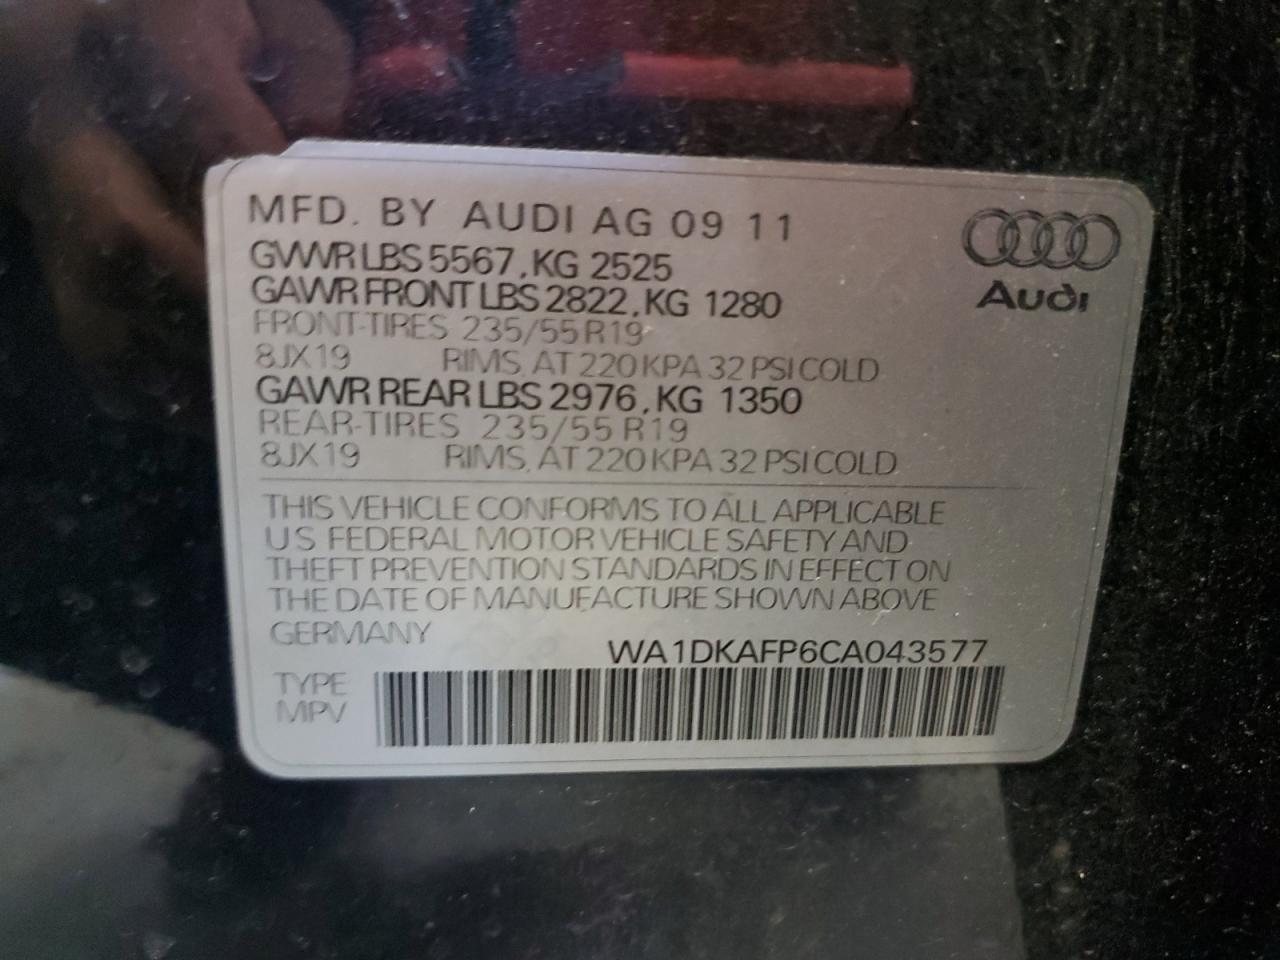 MFD. BY AUDI AG 09 11
GVWR LBS 5567, KG 2525
GAWR FRONT LBS 2822, KG 1280
FRONT-TIRES 235/55 R19
8JX19 RIMS, AT 220 KPA 32 PSI COLD
GAWR REAR LBS 2976, KG 1350
REAR-TIRES 235/55 R19
8JX19 RIMS, AT 220 KPA 32 PSI COLD
Audi
THIS VEHICLE CONFORMS TO ALL APPLICABLE
US FEDERAL MOTOR VEHICLE SAFETY AND
THEFT PREVENTION STANDARDS IN EFFECT ON
THE DATE OF MANUFACTURE SHOWN ABOVE
GERMANY
WA1DKAFP6CA043577
TYPE
MPV